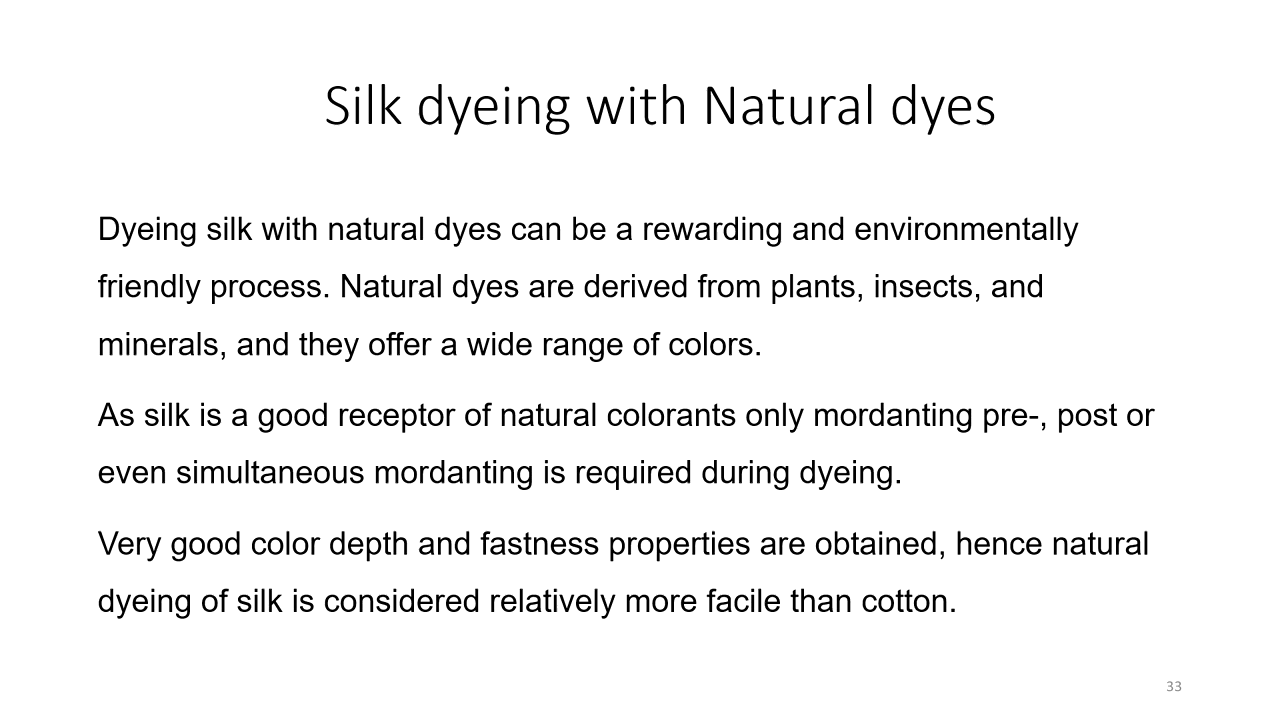 Silk dyeing with Natural dyes
Dyeing silk with natural dyes can be a rewarding and environmentally
friendly process. Natural dyes are derived from plants, insects, and
minerals, and they offer a wide range of colors.
As silk is a good receptor of natural colorants only mordanting pre-, post or
even simultaneous mordanting is required during dyeing.
Very good color depth and fastness properties are obtained, hence natural
dyeing of silk is considered relatively more facile than cotton.
33